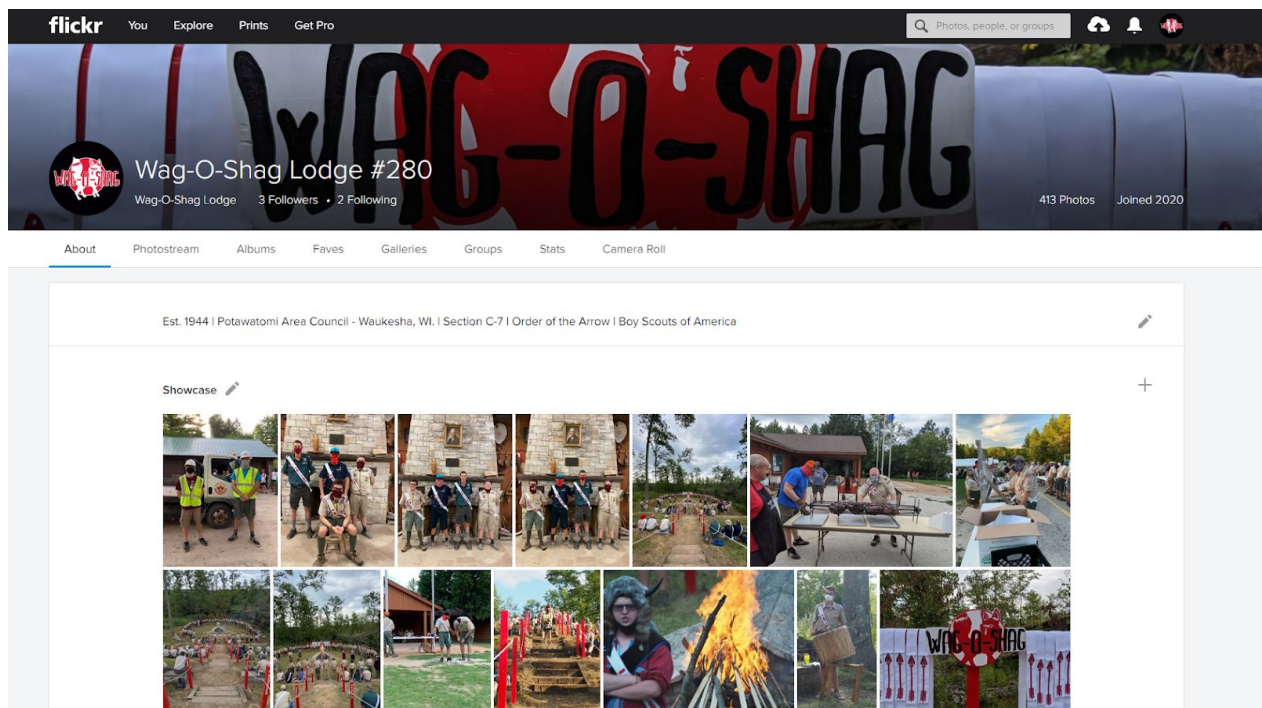 flickr You Explore Prints Get Pro Photos, people, or groups
WAG-O-SHAG
WAG-O-SHAG
Wag-O-Shag Lodge #280
Wag-O-Shag Lodge 3 Followers • 2 Following 413 Photos Joined 2020
About Photostream Albums Faves Galleries Groups Stats Camera Roll
Est. 1944 | Potawatomi Area Council - Waukesha, WI. | Section C-7 | Order of the Arrow | Boy Scouts of America
Showcase
WAG-O-SHAG